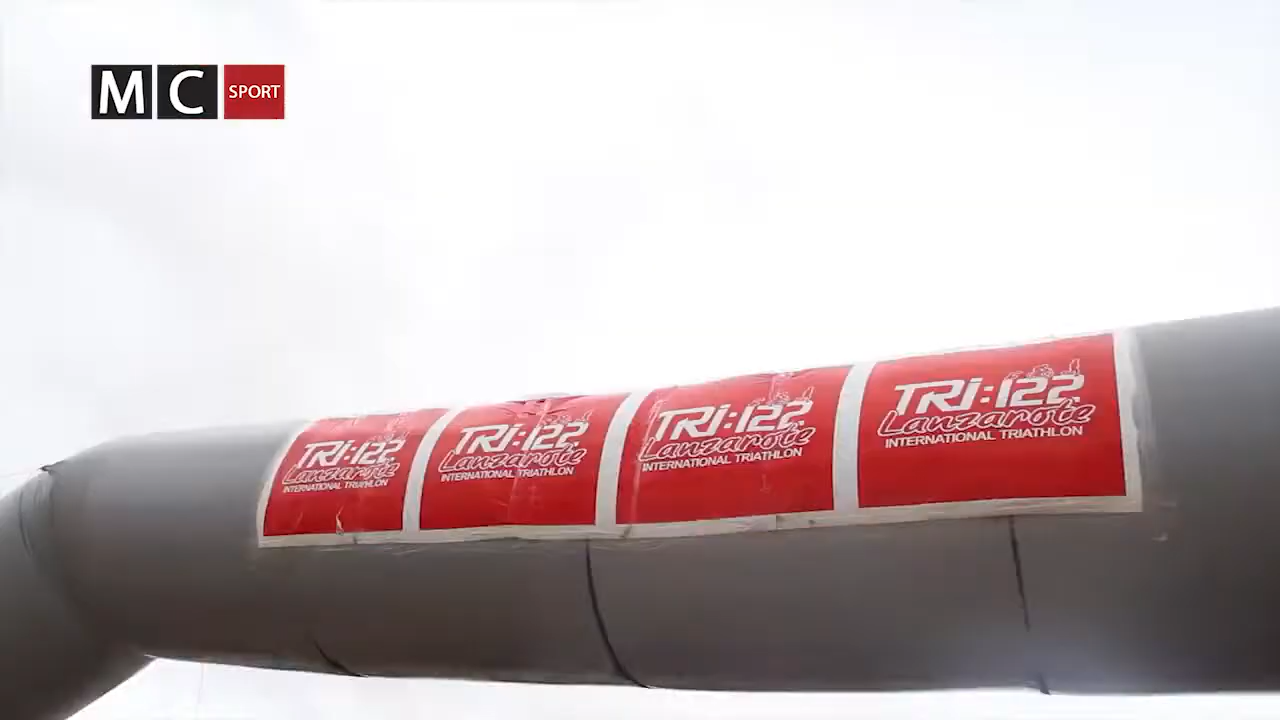 MC SPORT
TRi:122
Lanzarote
INTERNATIONAL TRIATHLON
TRi:122
Lanzarote
INTERNATIONAL TRIATHLON
TRi:122
Lanzarote
INTERNATIONAL TRIATHLON
TRi:122
Lanzarote
INTERNATIONAL TRIATHLON